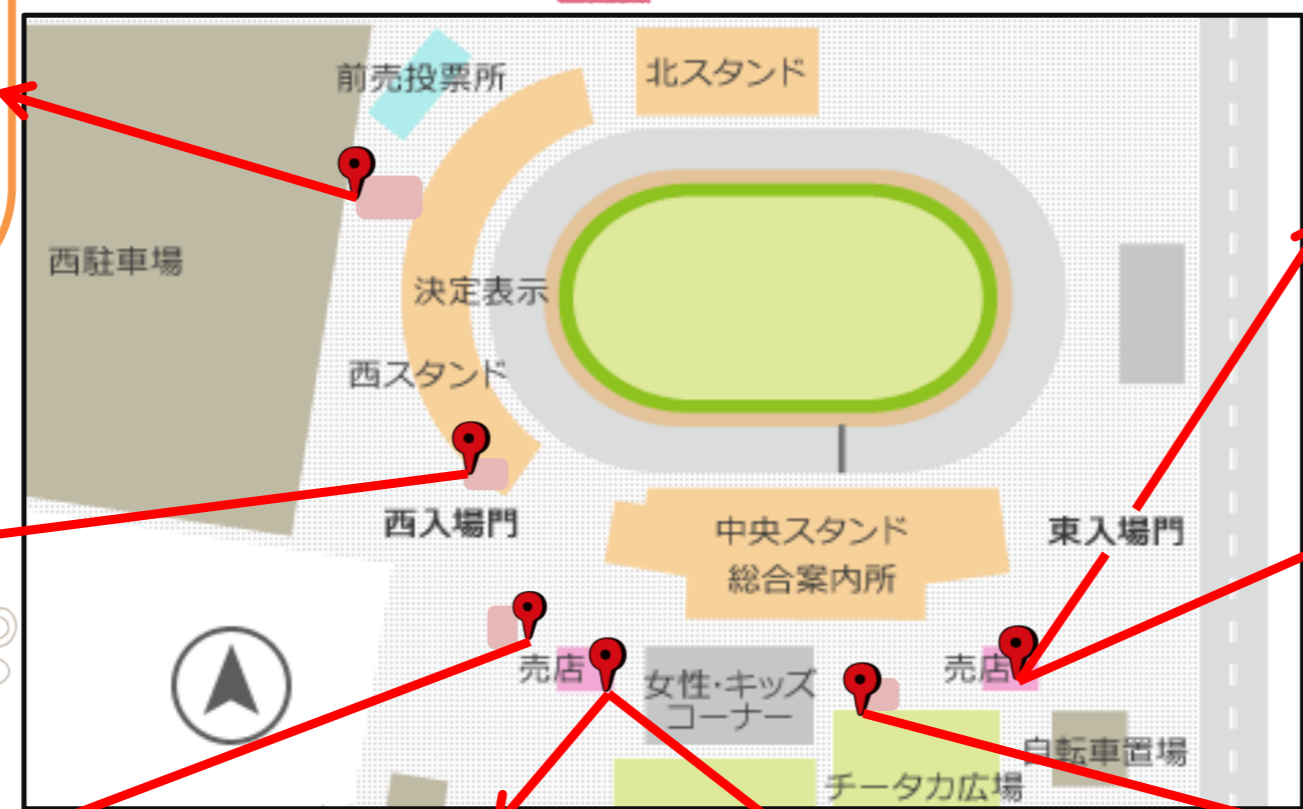 前売投票所
北スタンド
西駐車場
決定表示
西スタンド
西入場門
中央スタンド
総合案内所
東入場門
売店
女性・キッズ
コーナー
売店
自転車置場
チータカ広場